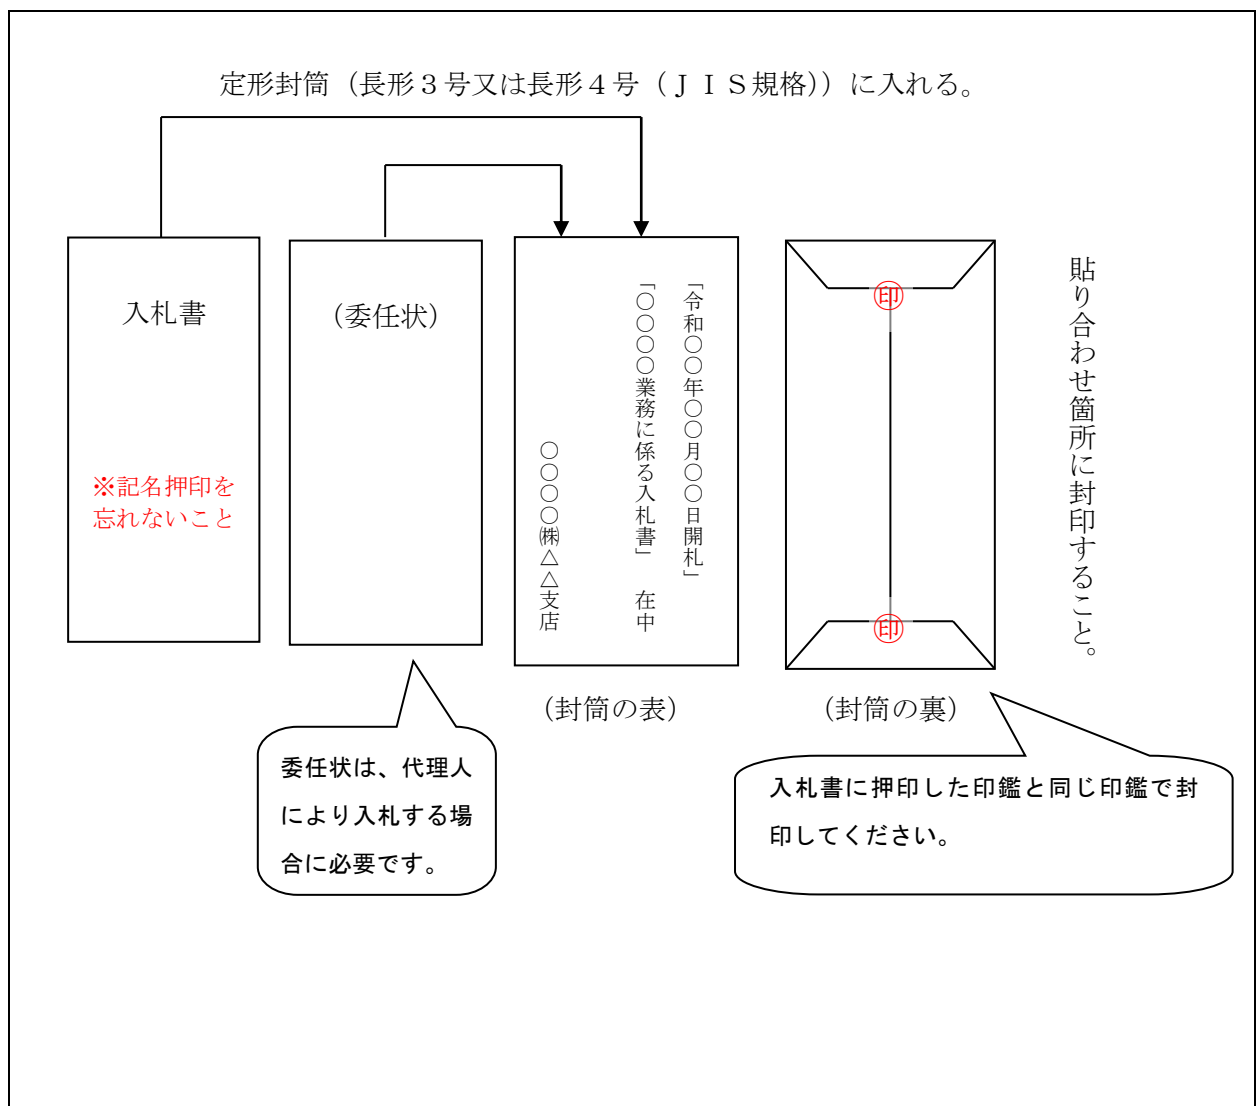 定形封筒（長形３号又は長形４号（ＪＩＳ規格））に入れる。
入札書
※記名押印を
忘れないこと
（委任状）
「令和〇〇年〇〇月〇〇日開札」
「〇〇〇〇業務に係る入札書」　在中
〇〇〇〇㈱△△支店
印
印
貼り合わせ箇所に封印すること。
（封筒の表）
（封筒の裏）
委任状は、代理人
により入札する場
合に必要です。
入札書に押印した印鑑と同じ印鑑で封
印してください。